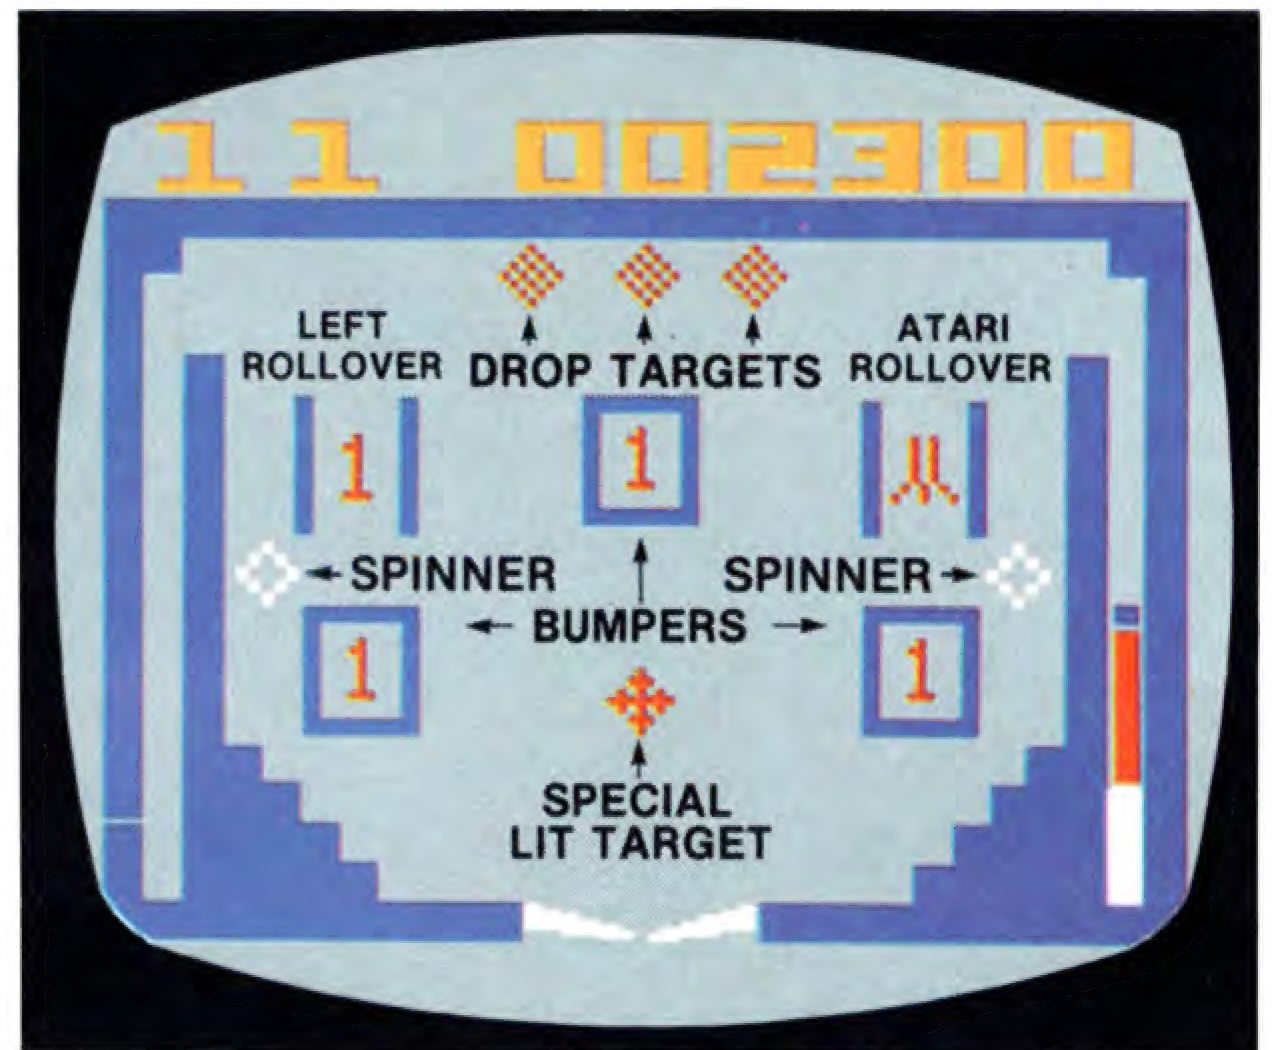 1 1 002300
LEFT
ROLLOVER
DROP TARGETS
ATARI
ROLLOVER
1
1
SPINNER
SPINNER
BUMPERS
1
1
SPECIAL
LIT TARGET